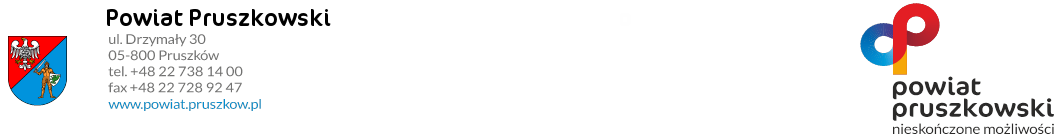 Powiat Pruszkowski
ul. Drzymały 30
05-800 Pruszków
tel. +48 22 738 14 00
fax +48 22 728 92 47
www.powiat.pruszkow.pl
powiat
pruszkowski
nieskończone możliwości